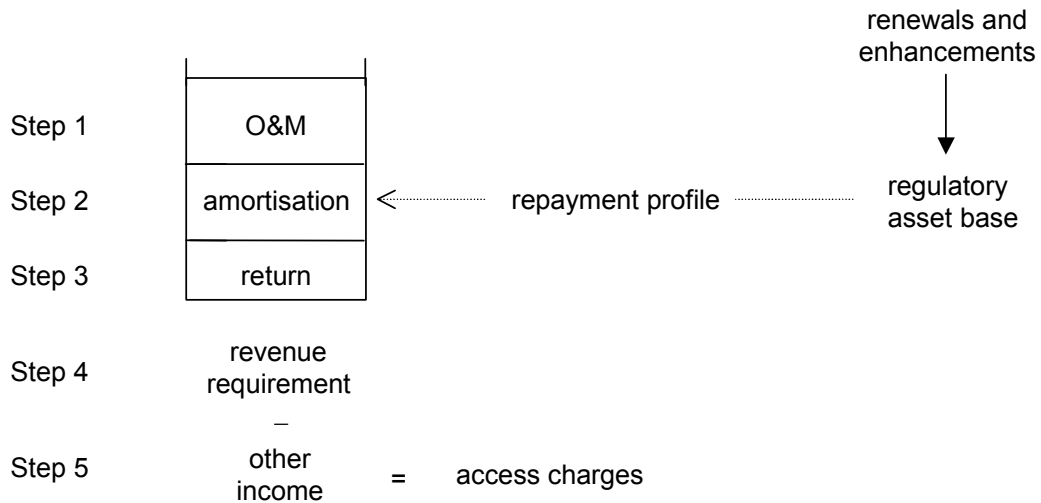 renewals and
enhancements
Step 1
O&M
Step 2
amortisation
repayment profile
regulatory
asset base
Step 3
return
Step 4
revenue
requirement
–
Step 5
other
income
=
access charges